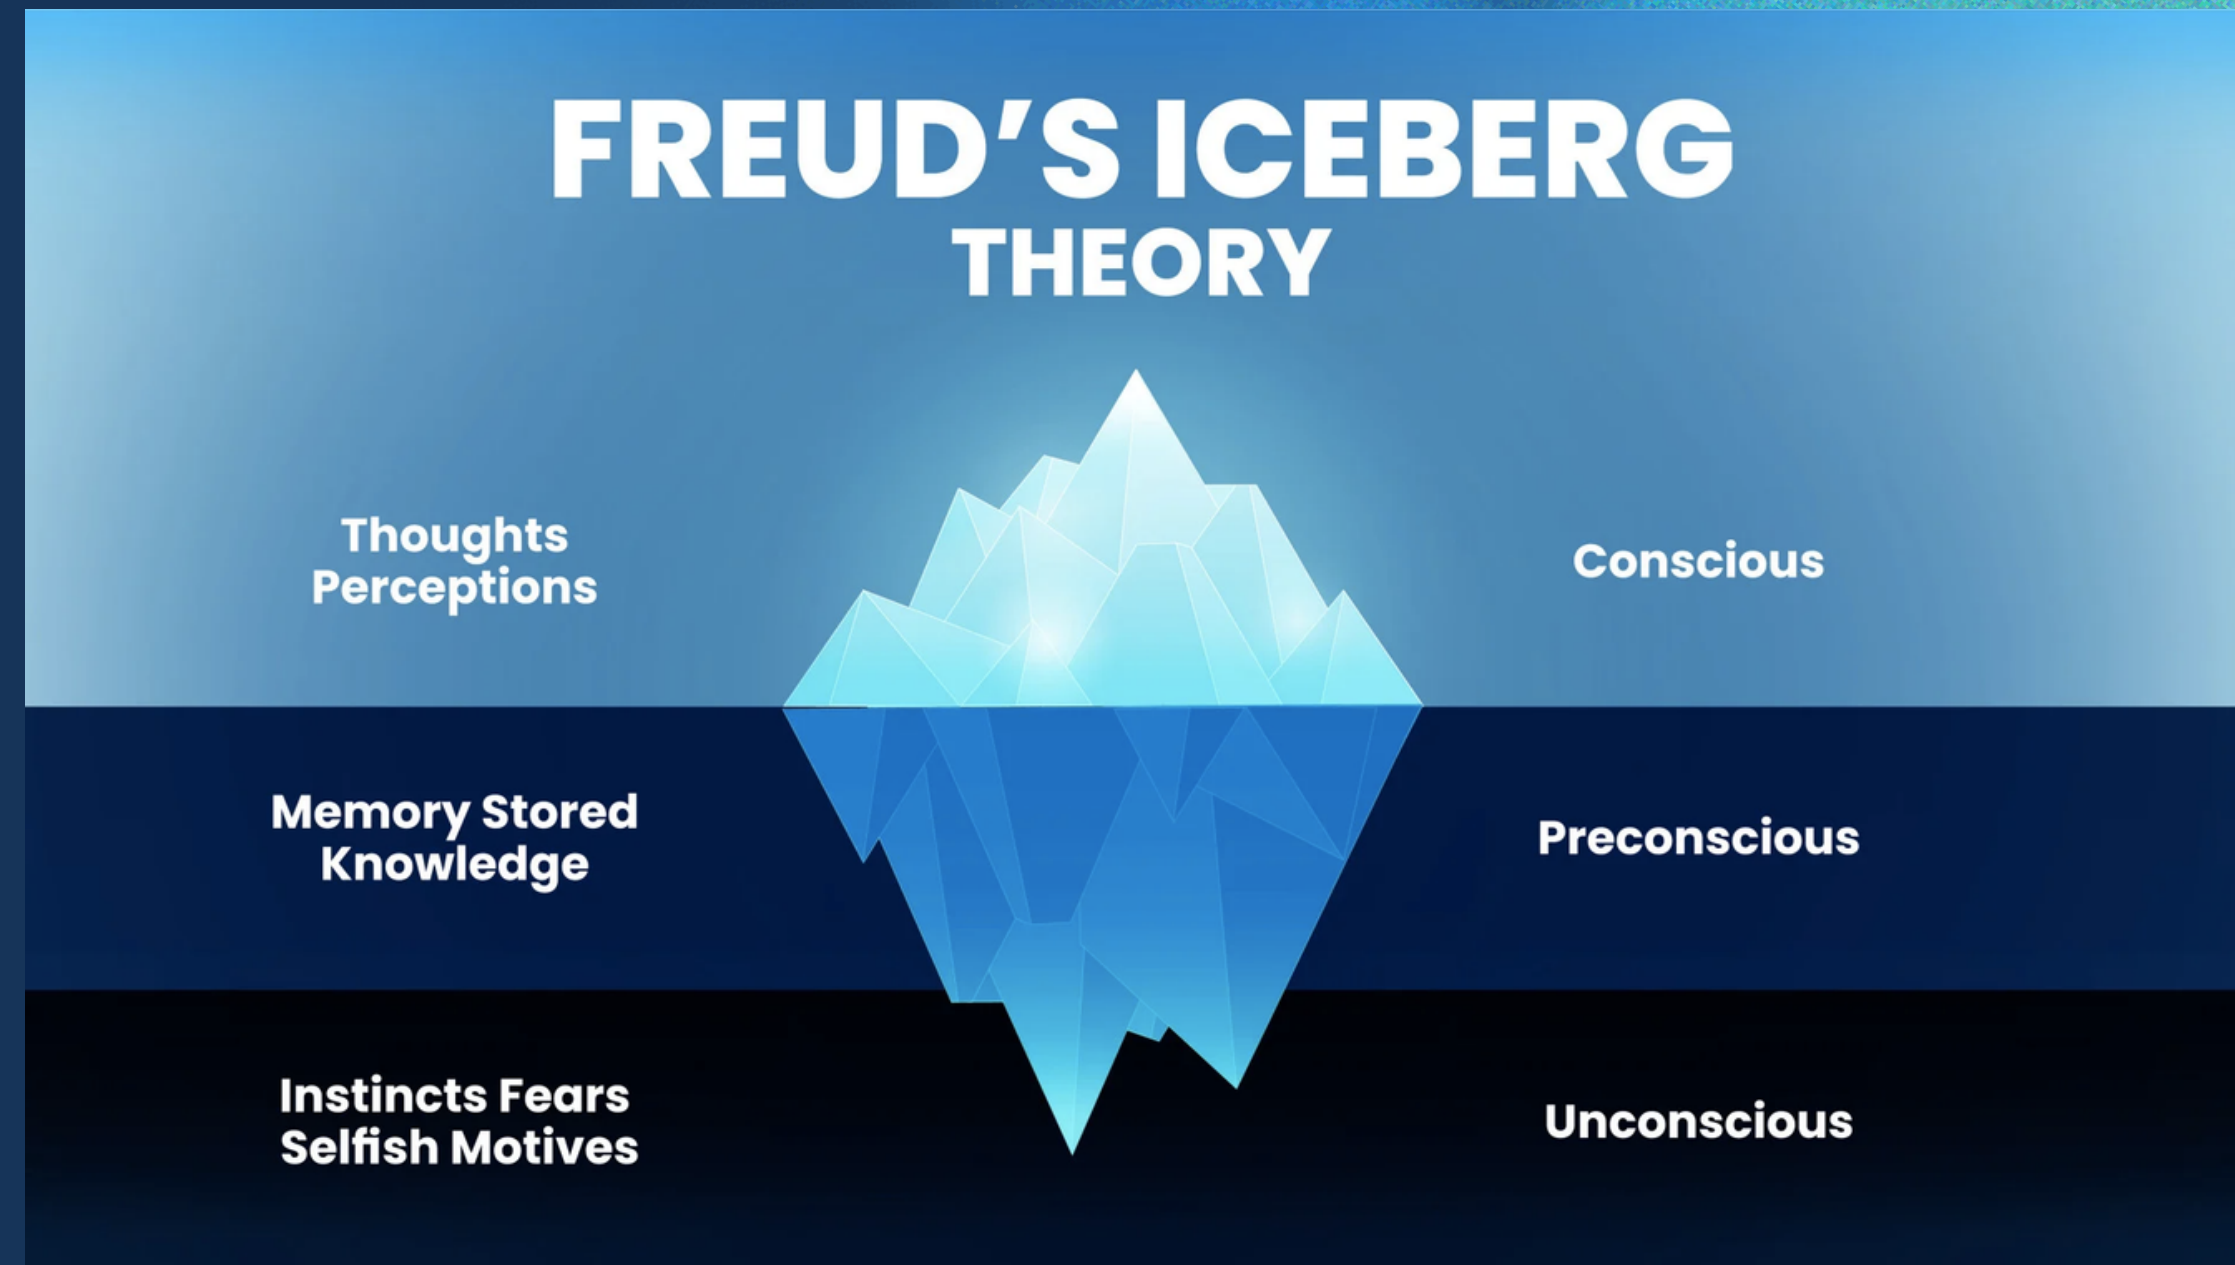 FREUD’S ICEBERG
THEORY
Thoughts
Perceptions
Conscious
Memory Stored
Knowledge
Preconscious
Instincts Fears
Selfish Motives
Unconscious